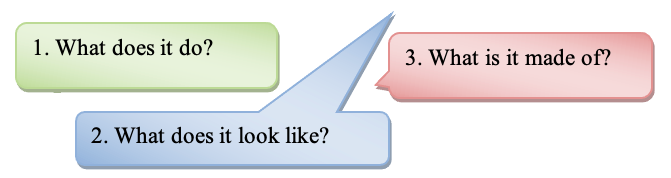 1. What does it do?
2. What does it look like?
3. What is it made of?